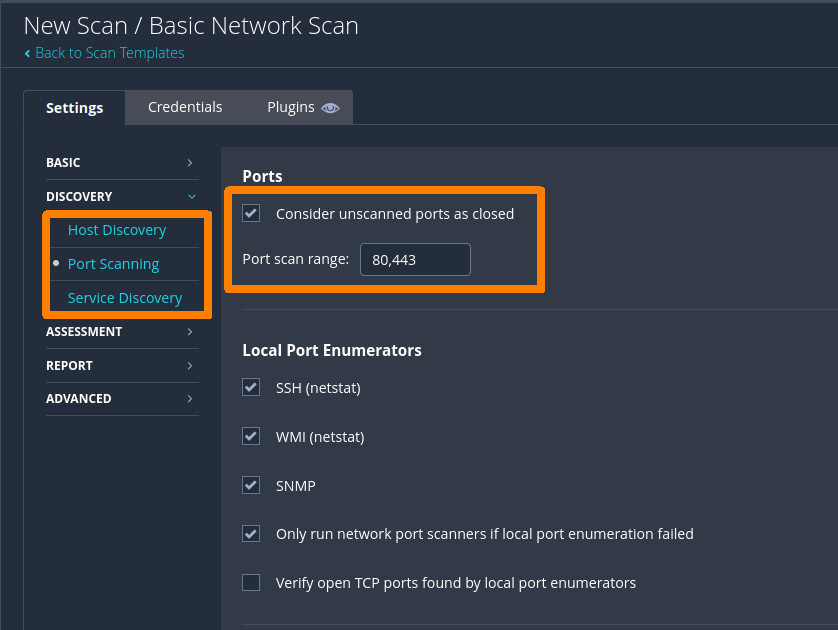 New Scan / Basic Network Scan
Back to Scan Templates
Settings
Credentials
Plugins
BASIC
DISCOVERY
Host Discovery
Port Scanning
Service Discovery
ASSESSMENT
REPORT
ADVANCED
Ports
Consider unscanned ports as closed
Port scan range: 80,443
Local Port Enumerators
SSH (netstat)
WMI (netstat)
SNMP
Only run network port scanners if local port enumeration failed
Verify open TCP ports found by local port enumerators